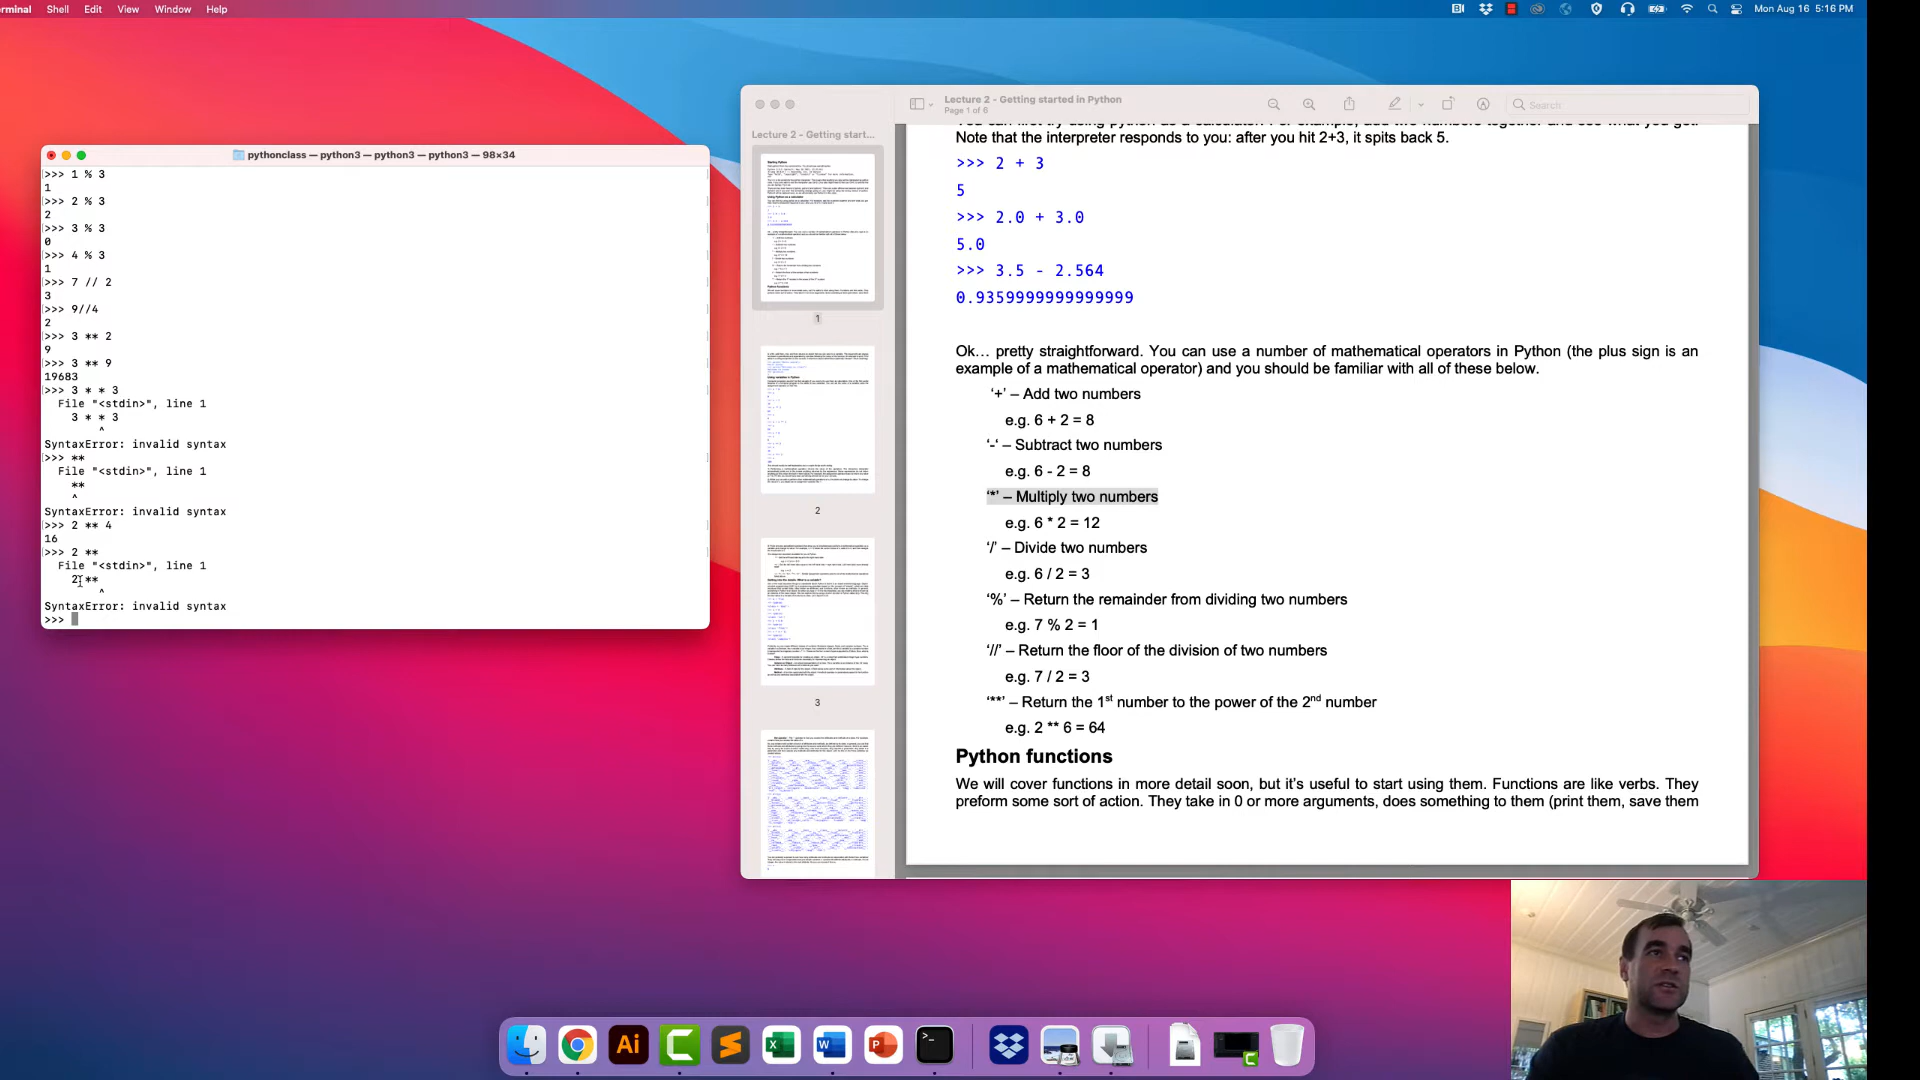 erminal Shell Edit View Window Help
Mon Aug 16 5:16 PM
pythonclass — python3 — python3 — python3 — 98×34
>>> 1 % 3
1
>>> 2 % 3
2
>>> 3 % 3
0
>>> 4 % 3
1
>>> 7 // 2
3
>>> 9//4
2
>>> 3 ** 2
9
>>> 3 ** 9
19683
>>> 3 * * 3
File "<stdin>", line 1
3 * * 3
^
SyntaxError: invalid syntax
>>> **
File "<stdin>", line 1
**
^
SyntaxError: invalid syntax
>>> 2 ** 4
16
>>> 2 **
File "<stdin>", line 1
2 **
^
SyntaxError: invalid syntax
>>>
Lecture 2 - Getting started in Python
Page 1 of 6
Search
Lecture 2 - Getting start...
1
2
3
Note that the interpreter responds to you: after you hit 2+3, it spits back 5.
>>> 2 + 3
5
>>> 2.0 + 3.0
5.0
>>> 3.5 - 2.564
0.9359999999999999
Ok… pretty straightforward. You can use a number of mathematical operators in Python (the plus sign is an
example of a mathematical operator) and you should be familiar with all of these below.
‘+’ – Add two numbers
e.g. 6 + 2 = 8
‘-‘ – Subtract two numbers
e.g. 6 - 2 = 8
‘*’ – Multiply two numbers
e.g. 6 * 2 = 12
‘/’ – Divide two numbers
e.g. 6 / 2 = 3
‘%’ – Return the remainder from dividing two numbers
e.g. 7 % 2 = 1
‘//’ – Return the floor of the division of two numbers
e.g. 7 / 2 = 3
‘**’ – Return the 1st number to the power of the 2nd number
e.g. 2 ** 6 = 64
Python functions
We will cover functions in more detail soon, but it’s useful to start using them. Functions are like verbs. They
preform some sort of action. They take in 0 or more arguments, does something to them (print them, save them